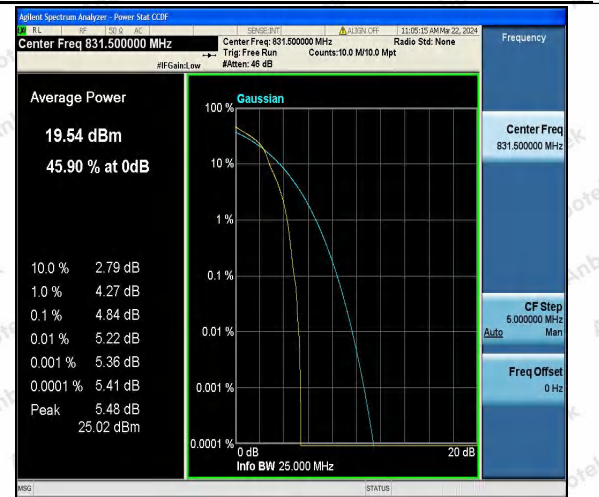 Agilent Spectrum Analyzer - Power Stat CCDF
RL RF 50 Ω AC SENSE:INT ALIGN OFF 11:05:15 AM Mar 22, 2024
Center Freq 831.500000 MHz
Center Freq: 831.500000 MHz Radio Std: None
Trig: Free Run Counts:10.0 M/10.0 Mpt
#IFGain:Low #Atten: 46 dB
Frequency
Average Power
19.54 dBm
45.90 % at 0dB
10.0 % 2.79 dB
1.0 % 4.27 dB
0.1 % 4.84 dB
0.01 % 5.22 dB
0.001 % 5.36 dB
0.0001 % 5.41 dB
Peak 5.48 dB
25.02 dBm
Gaussian
100 %
10 %
1 %
0.1 %
0.01 %
0.001 %
0.0001 %
0 dB 20 dB
Info BW 25.000 MHz
Center Freq
831.500000 MHz
CF Step
5.000000 MHz
Auto Man
Freq Offset
0 Hz
MSG STATUS